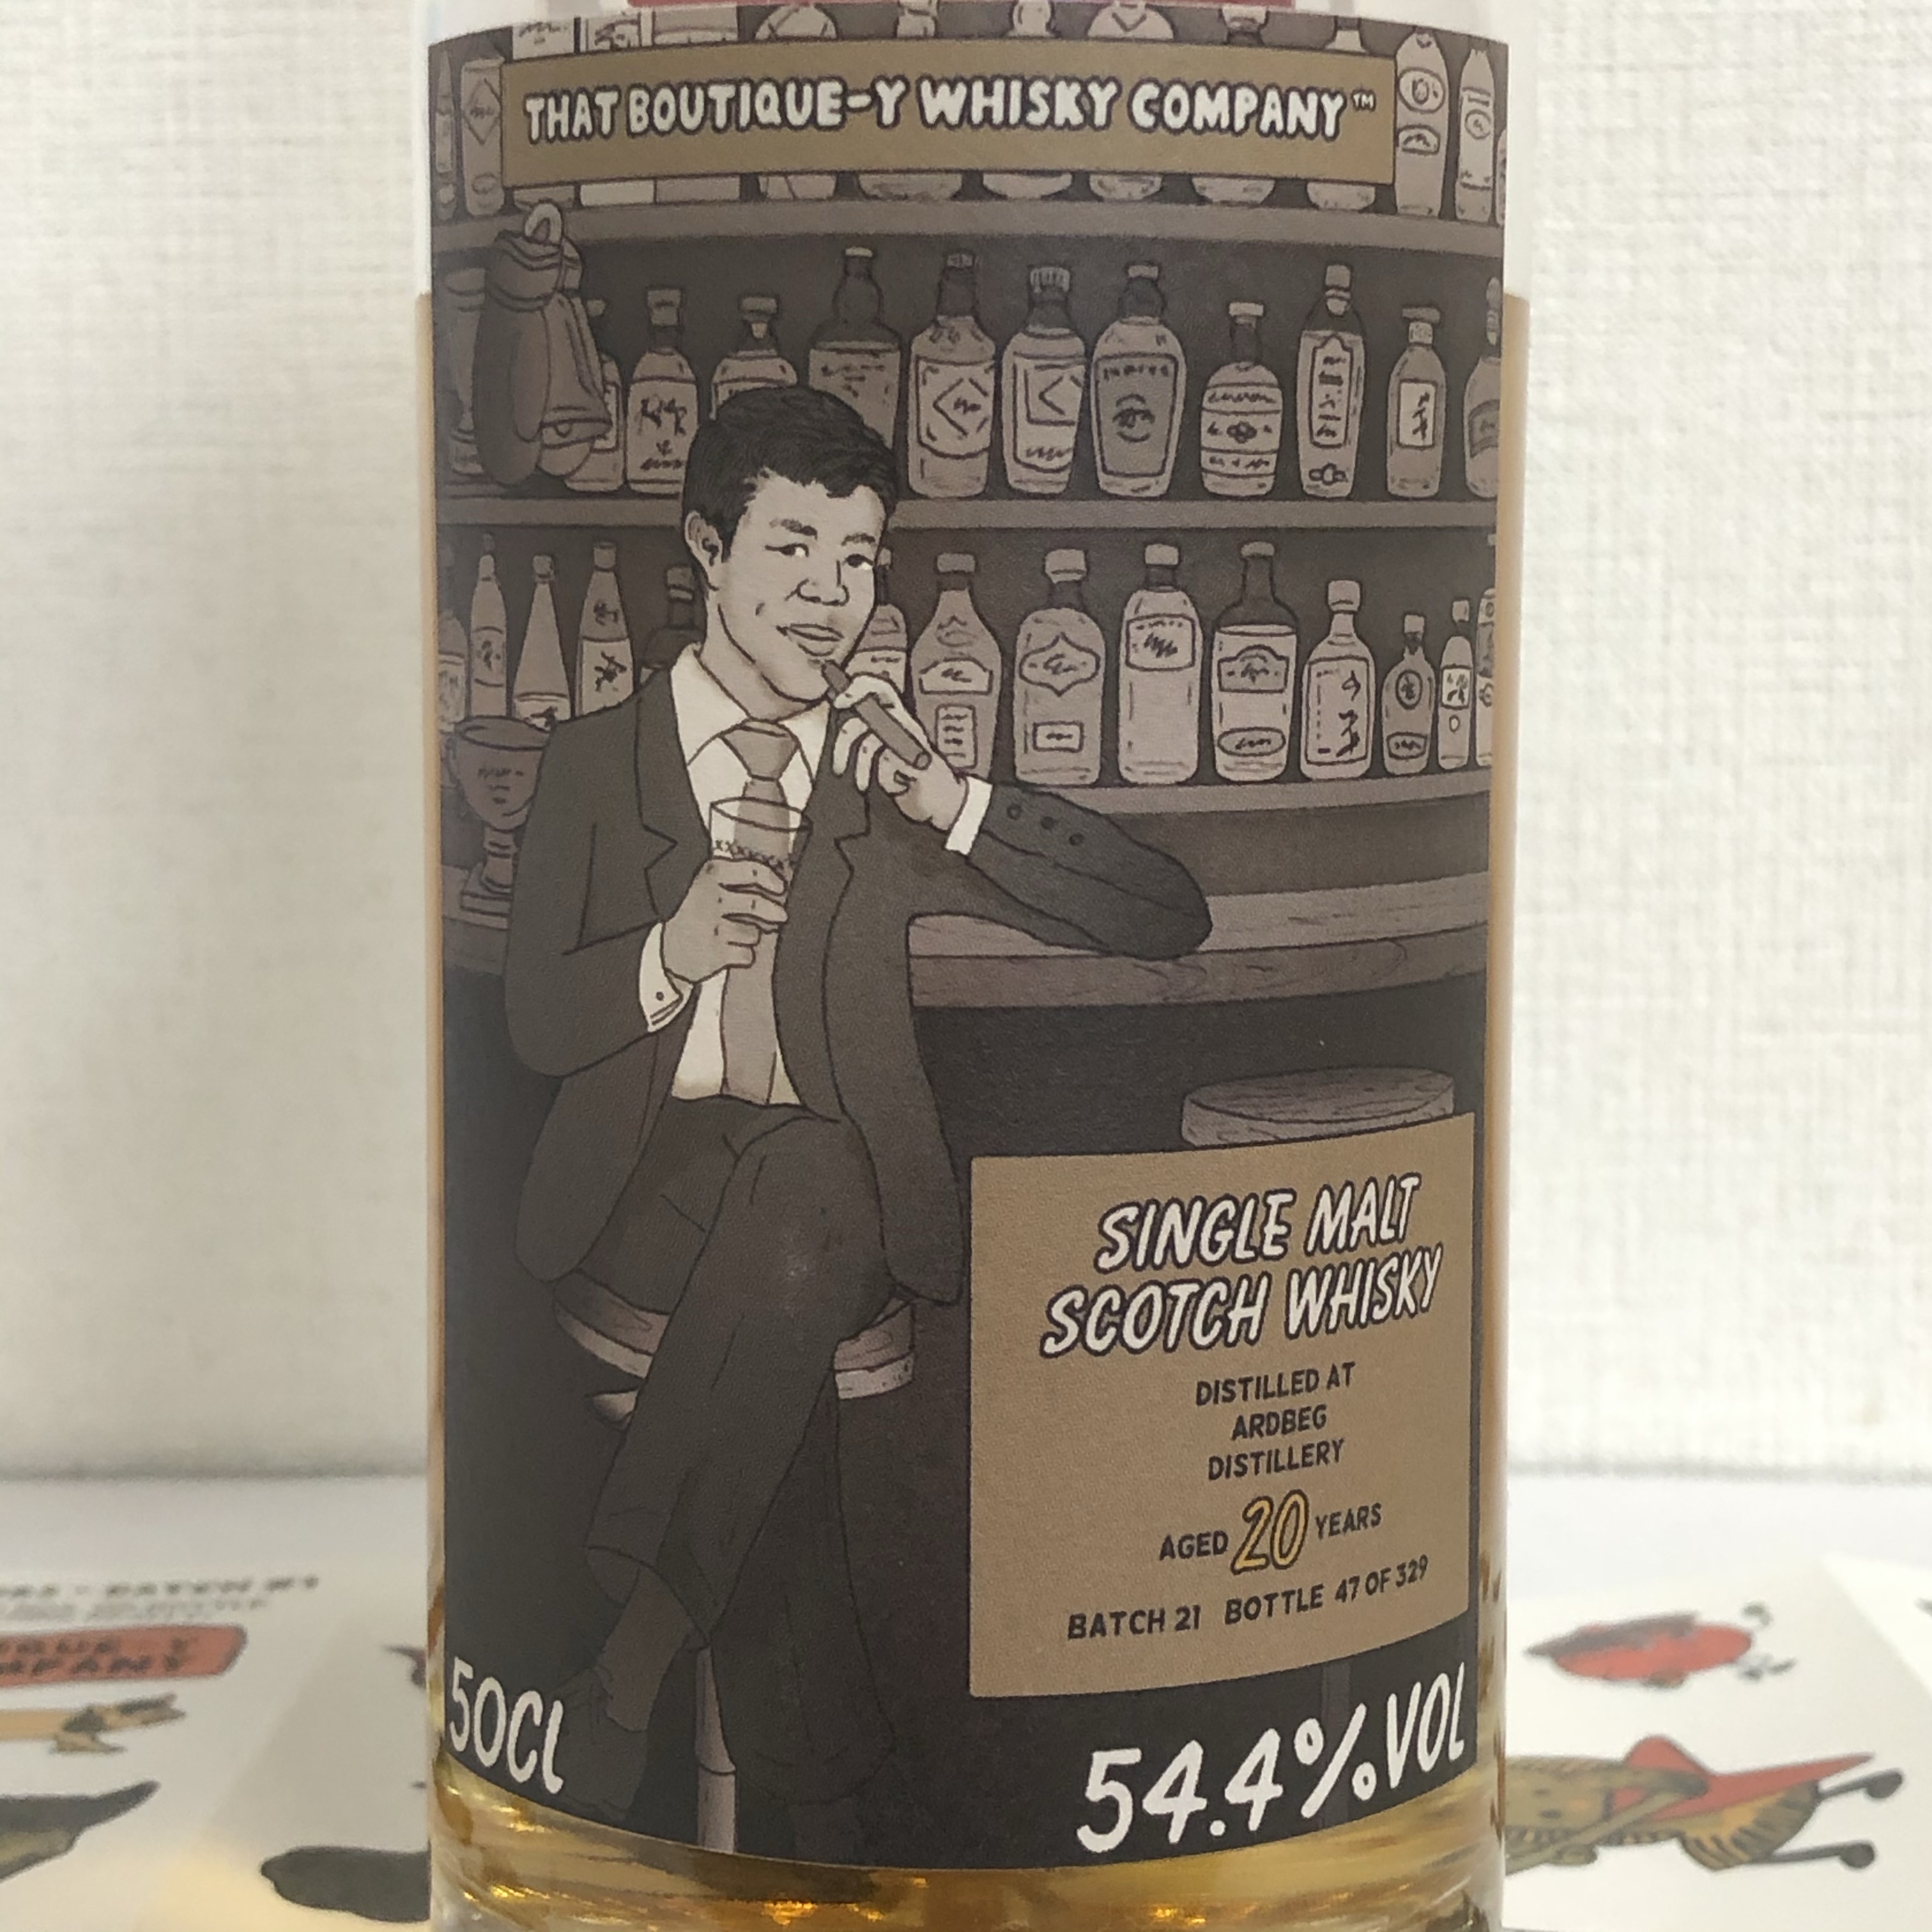 THAT BOUTIQUE-Y WHISKY COMPANY™
SINGLE MALT
SCOTCH WHISKY
DISTILLED AT
ARDBEG
DISTILLERY
AGED 20 YEARS
BATCH 21 BOTTLE 47 OF 329
50CL
54.4%.VOL